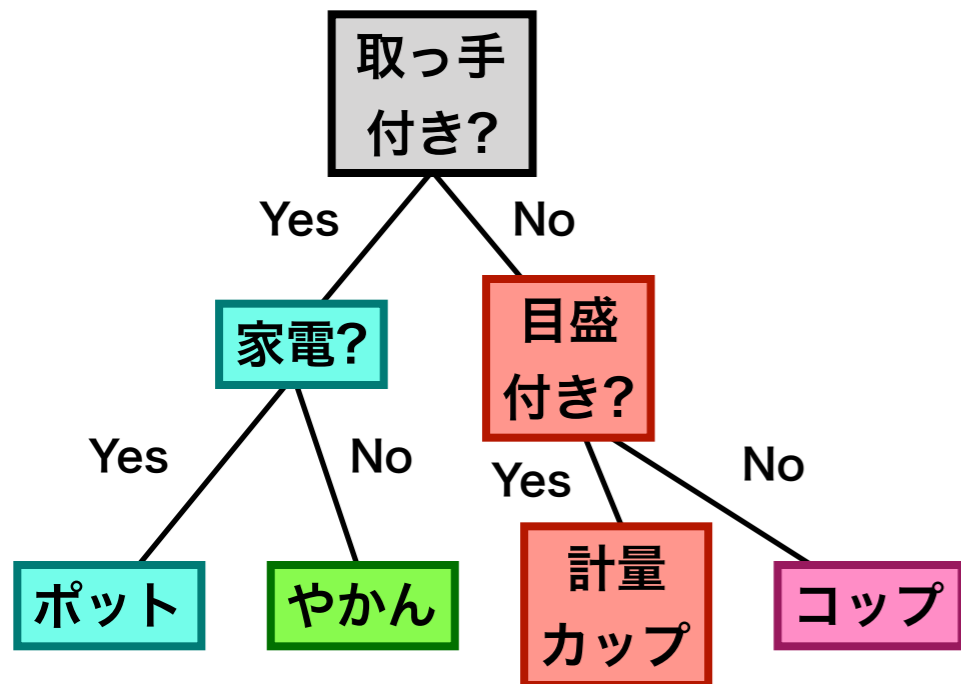 取っ手
付き?
Yes
No
家電?
目盛
付き?
Yes
No
Yes
No
ポット
やかん
計量
カップ
コップ